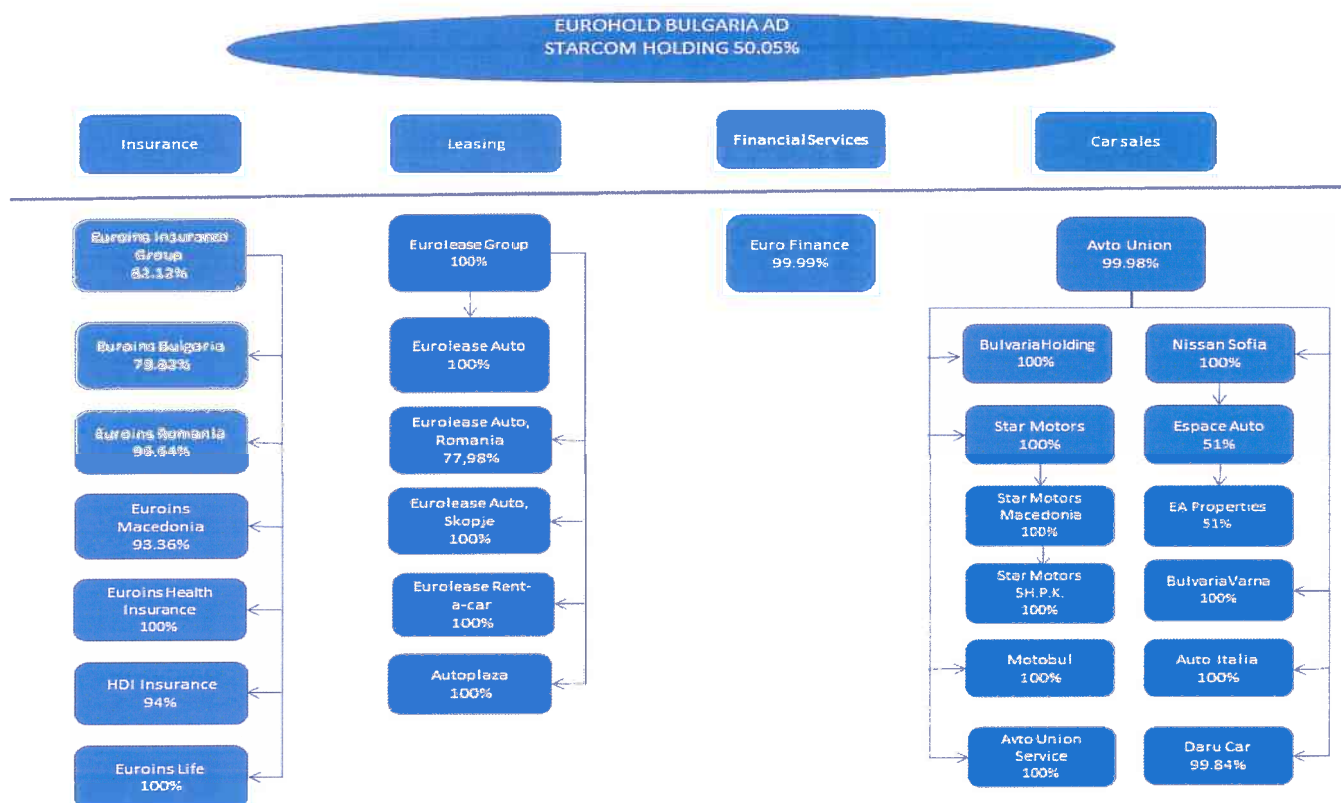 EUROHOLD BULGARIA AD
STARCOM HOLDING 50.05%
Insurance
Leasing
Financial Services
Car sales
Euroins Insurance
Group
Euroins Bulgaria
Euroins Romania
Euroins
Macedonia
93.36%
Euroins Health
Insurance
100%
HDI Insurance
94%
Euroins Life
100%
Eurolease Group
100%
Eurolease Auto
100%
Eurolease Auto,
Romania
77,98%
Eurolease Auto,
Skopje
100%
Eurolease Rent-
a-car
100%
Autoplaza
100%
Euro Finance
99.99%
Avto Union
99.98%
Bulvaria Holding
100%
Star Motors
100%
Star Motors
Macedonia
100%
Star Motors
SH.P.K.
100%
Motobul
100%
Avto Union
Service
100%
Nissan Sofia
100%
Espace Auto
51%
EA Properties
51%
Bulvaria Varna
100%
Auto Italia
100%
Daru Car
99.84%